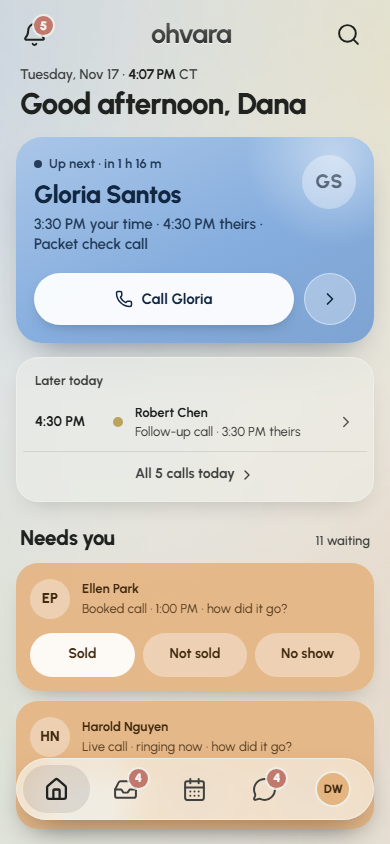 5
ohvara
Tuesday, Nov 17 · 4:07 PM CT
Good afternoon, Dana
Up next · in 1 h 16 m
GS
Gloria Santos
3:30 PM your time · 4:30 PM theirs ·
Packet check call
Call Gloria
Later today
4:30 PM
Robert Chen
Follow-up call · 3:30 PM theirs
All 5 calls today
Needs you
11 waiting
EP
Ellen Park
Booked call · 1:00 PM · how did it go?
Sold
Not sold
No show
HN
Harold Nguyen
Live call · ringing now · how did it go?
4
4
DW